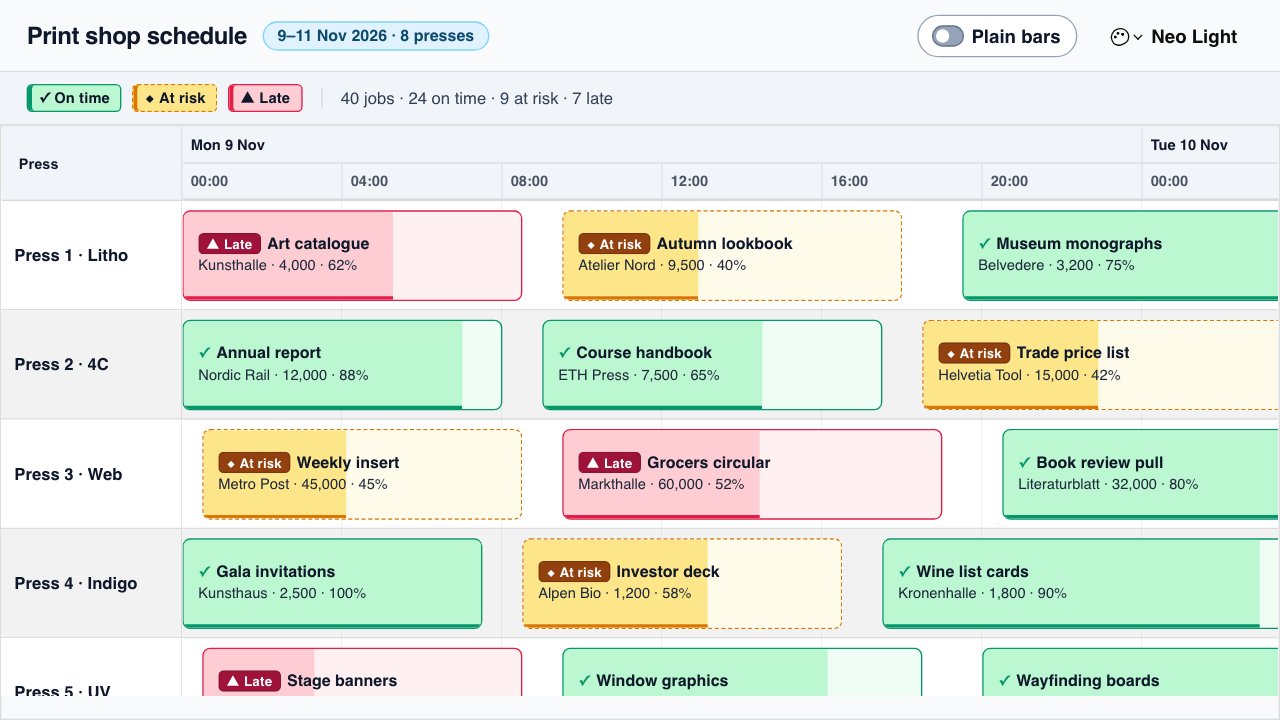 Print shop schedule
9–11 Nov 2026 · 8 presses
Plain bars
Neo Light
✓ On time
◆ At risk
▲ Late
40 jobs · 24 on time · 9 at risk · 7 late
Press
Mon 9 Nov
Tue 10 Nov
00:00
04:00
08:00
12:00
16:00
20:00
00:00
Press 1 · Litho
▲ Late Art catalogue
Kunsthalle · 4,000 · 62%
◆ At risk Autumn lookbook
Atelier Nord · 9,500 · 40%
✓ Museum monographs
Belvedere · 3,200 · 75%
Press 2 · 4C
✓ Annual report
Nordic Rail · 12,000 · 88%
✓ Course handbook
ETH Press · 7,500 · 65%
◆ At risk Trade price list
Helvetia Tool · 15,000 · 42%
Press 3 · Web
◆ At risk Weekly insert
Metro Post · 45,000 · 45%
▲ Late Grocers circular
Markthalle · 60,000 · 52%
✓ Book review pull
Literaturblatt · 32,000 · 80%
Press 4 · Indigo
✓ Gala invitations
Kunsthaus · 2,500 · 100%
◆ At risk Investor deck
Alpen Bio · 1,200 · 58%
✓ Wine list cards
Kronenhalle · 1,800 · 90%
Press 5 · UV
▲ Late Stage banners
✓ Window graphics
✓ Wayfinding boards